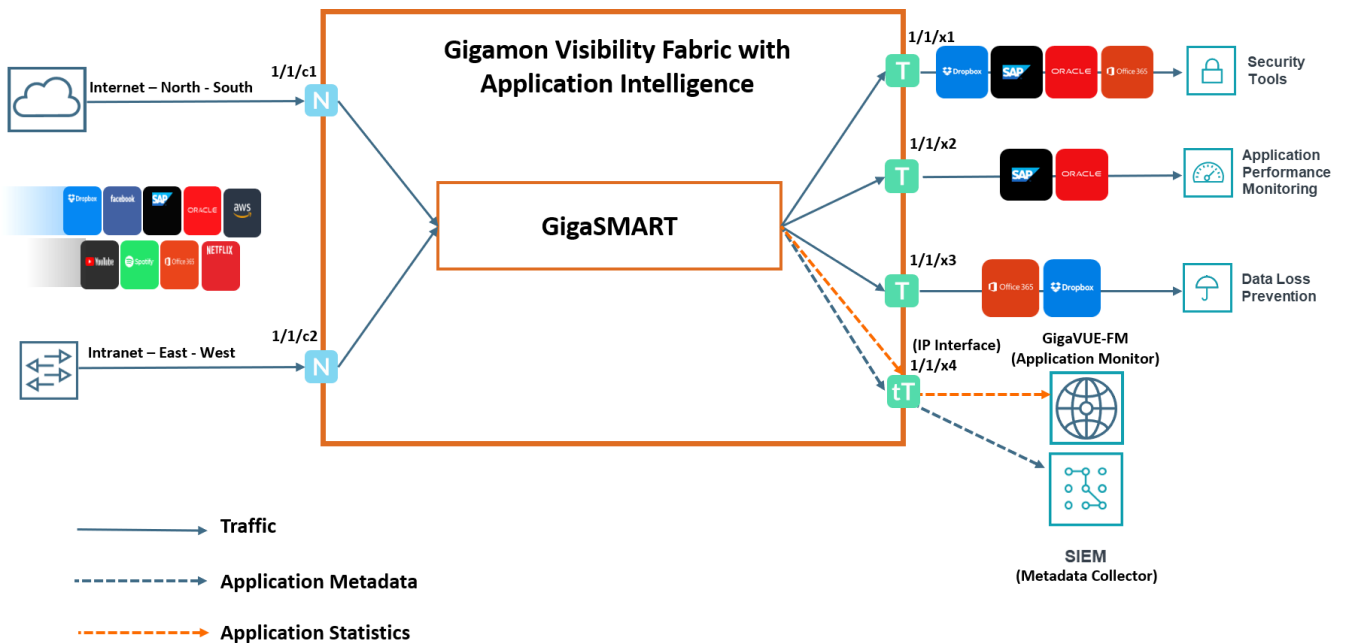 Gigamon Visibility Fabric with
Application Intelligence
1/1/c1
Internet – North - South
N
Dropbox
facebook
SAP
ORACLE
aws
YouTube
Spotify
Office 365
NETFLIX
1/1/c2
Intranet – East - West
N
GigaSMART
1/1/x1
T
Dropbox
SAP
ORACLE
Office 365
Security
Tools
1/1/x2
T
SAP
ORACLE
Application
Performance
Monitoring
1/1/x3
T
Office 365
Dropbox
Data Loss
Prevention
(IP Interface)
1/1/x4
tT
GigaVUE-FM
(Application Monitor)
SIEM
(Metadata Collector)
Traffic
Application Metadata
Application Statistics